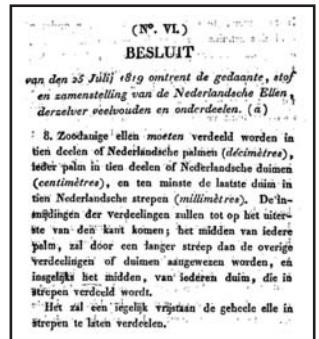 (N°. VI.)
BESLUIT
van den 25 Julij 1819 omtrent de gedaante, stof
en zamenstelling van de Nederlandsche Ellen,
derzelver veelvouden en onderdeelen. (a)
8. Zoodanige ellen moeten verdeeld worden in
tien deelen of Nederlandsche palmen (décimètres),
ieder palm in tien deelen of Nederlandsche duimen
(centimètres), en ten minste de laatste duim in
tien Nederlandsche strepen (millimètres). De in-
snijdingen der verdeelingen zullen tot op het uiter-
ste van den kant komen; het midden van iedere
palm, zal door een langer streep dan de overige
verdeelingen of duimen aangewezen worden, en
insgelijks het midden, van iederen duim, die in
strepen verdeeld wordt.
Het zal een iegelijk vrijstaan de geheele elle in
strepen te laten verdeelen.